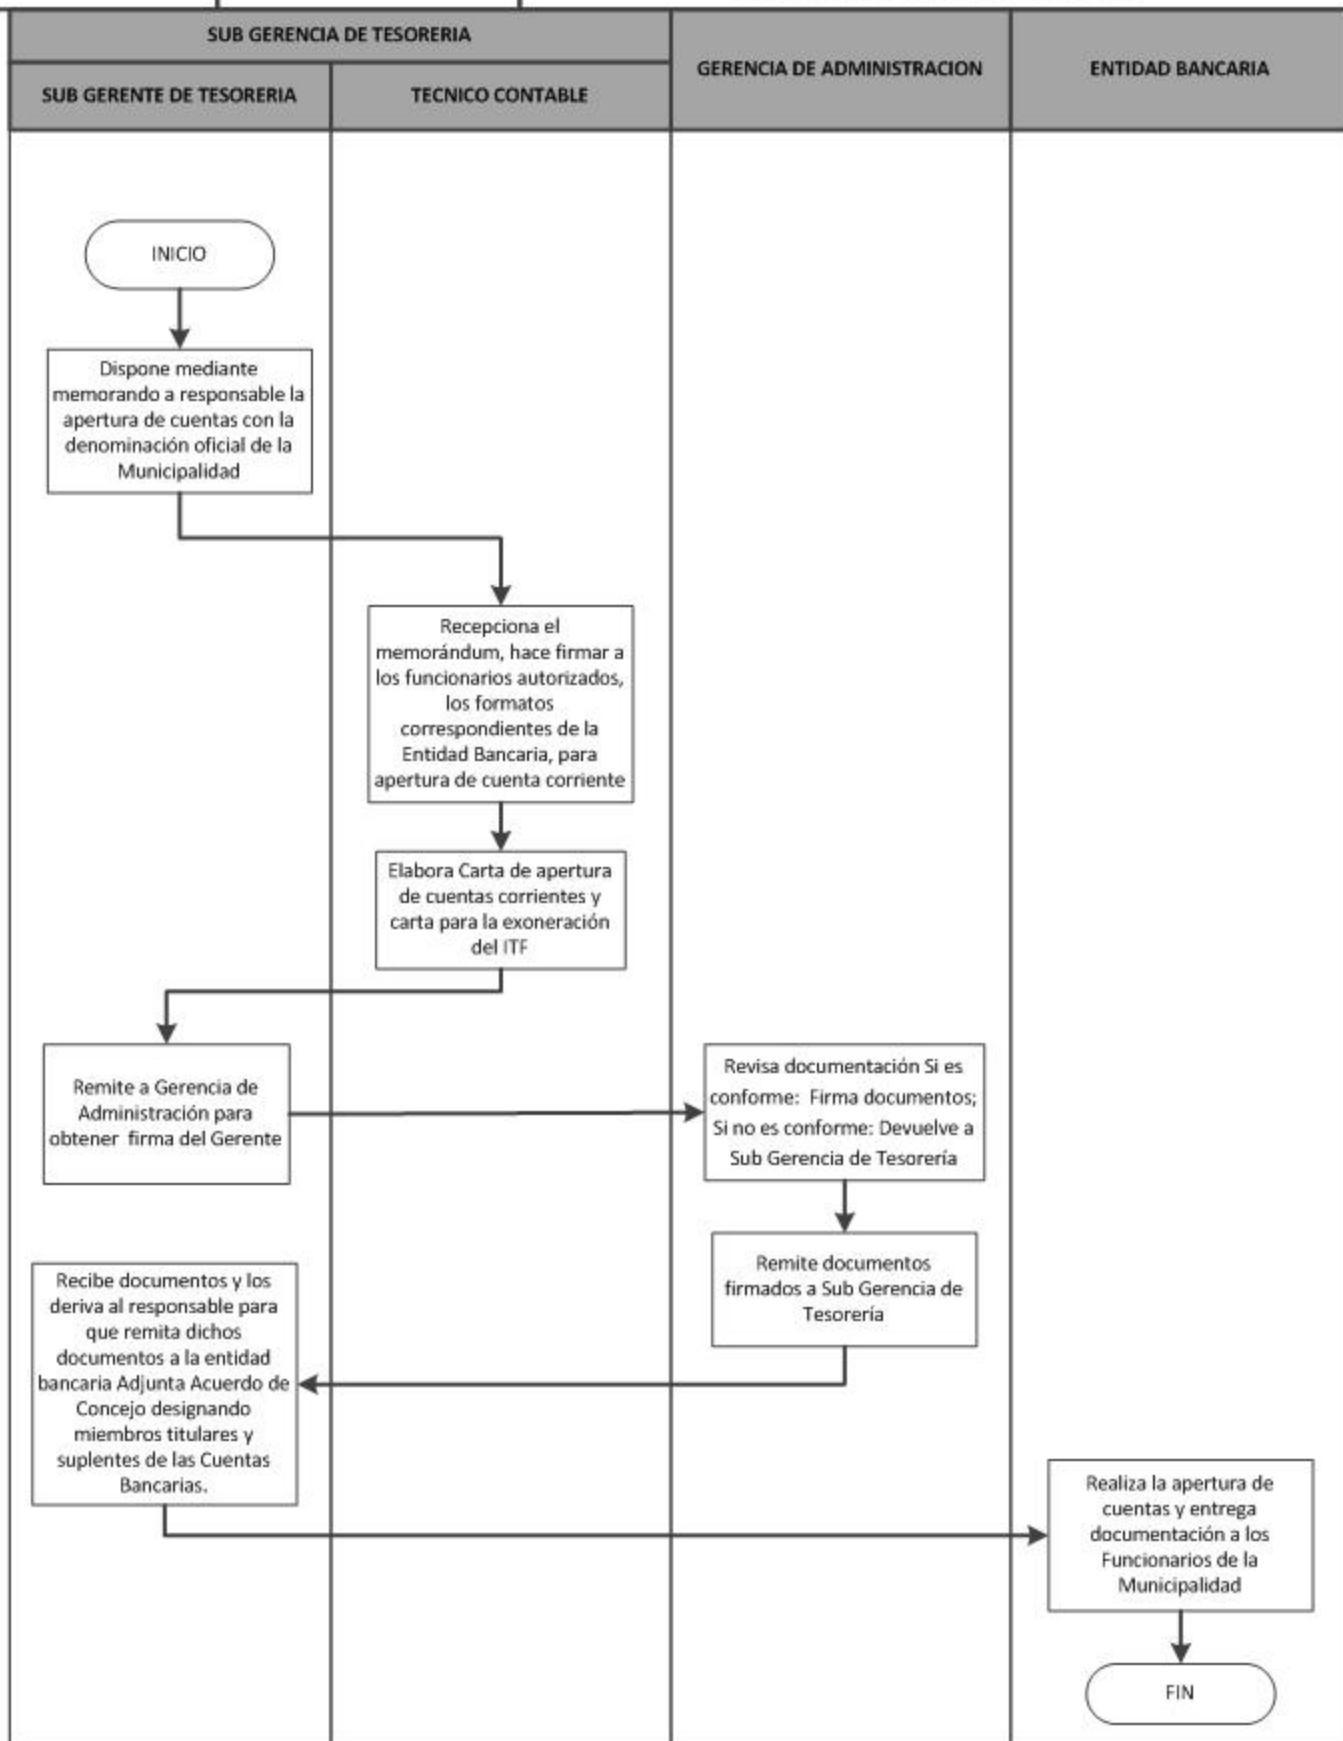 SUB GERENCIA DE TESORERIA
SUB GERENTE DE TESORERIA
TECNICO CONTABLE
GERENCIA DE ADMINISTRACION
ENTIDAD BANCARIA
INICIO
Dispone mediante
memorando a responsable la
apertura de cuentas con la
denominación oficial de la
Municipalidad
Recepciona el
memorándum, hace firmar a
los funcionarios autorizados,
los formatos
correspondientes de la
Entidad Bancaria, para
apertura de cuenta corriente
Elabora Carta de apertura
de cuentas corrientes y
carta para la exoneración
del ITF
Remite a Gerencia de
Administración para
obtener firma del Gerente
Revisa documentación Si es
conforme: Firma documentos;
Si no es conforme: Devuelve a
Sub Gerencia de Tesorería
Remite documentos
firmados a Sub Gerencia de
Tesorería
Recibe documentos y los
deriva al responsable para
que remita dichos
documentos a la entidad
bancaria Adjunta Acuerdo de
Concejo designando
miembros titulares y
suplentes de las Cuentas
Bancarias.
Realiza la apertura de
cuentas y entrega
documentación a los
Funcionarios de la
Municipalidad
FIN